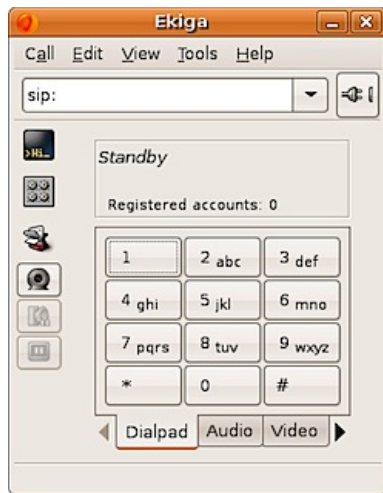 Ekiga
Call Edit View Tools Help
sip:
>Hi_
Standby
Registered accounts: 0
1 2 abc 3 def
4 ghi 5 jkl 6 mno
7 pqrs 8 tuv 9 wxyz
* 0 #
Dialpad Audio Video